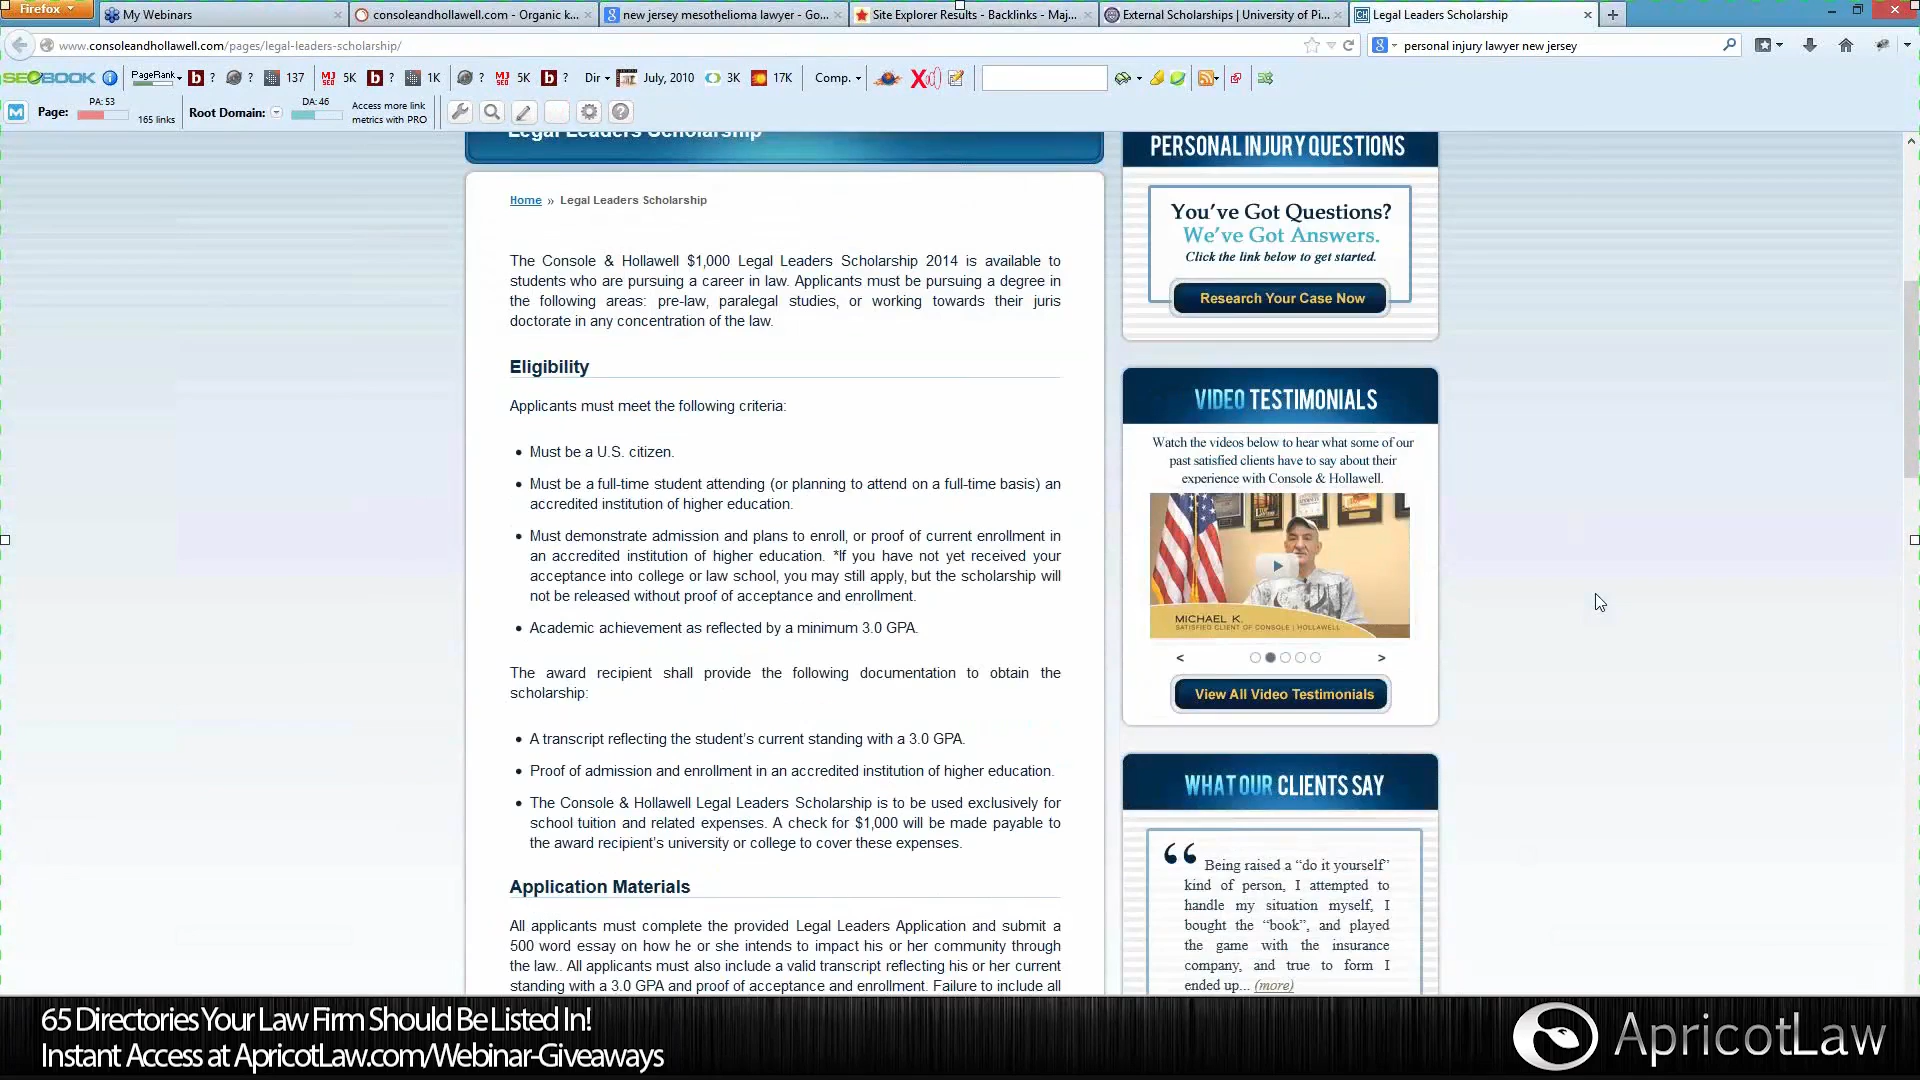 Firefox
My Webinars
consoleandhollawell.com - Organic k...
new jersey mesothelioma lawyer - Go...
Site Explorer Results - Backlinks - Maj...
External Scholarships | University of Pi...
Legal Leaders Scholarship
www.consoleandhollawell.com/pages/legal-leaders-scholarship/
personal injury lawyer new jersey
SEOBOOK
PageRank
b ? ? 137 MJ SEO 5K b ? 1K ? MJ SEO 5K b ? Dir July, 2010 3K 17K Comp.
Page:
PA: 53
165 links
Root Domain:
DA: 46
Access more link
metrics with PRO
Legal Leaders Scholarship
Home » Legal Leaders Scholarship
The Console & Hollawell $1,000 Legal Leaders Scholarship 2014 is available to
students who are pursuing a career in law. Applicants must be pursuing a degree in
the following areas: pre-law, paralegal studies, or working towards their juris
doctorate in any concentration of the law.
Eligibility
Applicants must meet the following criteria:
• Must be a U.S. citizen.
• Must be a full-time student attending (or planning to attend on a full-time basis) an
accredited institution of higher education.
• Must demonstrate admission and plans to enroll, or proof of current enrollment in
an accredited institution of higher education. *If you have not yet received your
acceptance into college or law school, you may still apply, but the scholarship will
not be released without proof of acceptance and enrollment.
• Academic achievement as reflected by a minimum 3.0 GPA.
The award recipient shall provide the following documentation to obtain the
scholarship:
• A transcript reflecting the student's current standing with a 3.0 GPA.
• Proof of admission and enrollment in an accredited institution of higher education.
• The Console & Hollawell Legal Leaders Scholarship is to be used exclusively for
school tuition and related expenses. A check for $1,000 will be made payable to
the award recipient's university or college to cover these expenses.
Application Materials
All applicants must complete the provided Legal Leaders Application and submit a
500 word essay on how he or she intends to impact his or her community through
the law.. All applicants must also include a valid transcript reflecting his or her current
standing with a 3.0 GPA and proof of acceptance and enrollment. Failure to include all
PERSONAL INJURY QUESTIONS
You've Got Questions?
We've Got Answers.
Click the link below to get started.
Research Your Case Now
VIDEO TESTIMONIALS
Watch the videos below to hear what some of our
past satisfied clients have to say about their
experience with Console & Hollawell.
MICHAEL K.
SATISFIED CLIENT OF CONSOLE | HOLLAWELL
< >
View All Video Testimonials
WHAT OUR CLIENTS SAY
“ Being raised a “do it yourself”
kind of person, I attempted to
handle my situation myself, I
bought the “book”, and played
the game with the insurance
company, and true to form I
ended up... (more)
65 Directories Your Law Firm Should Be Listed In!
Instant Access at ApricotLaw.com/Webinar-Giveaways
ApricotLaw